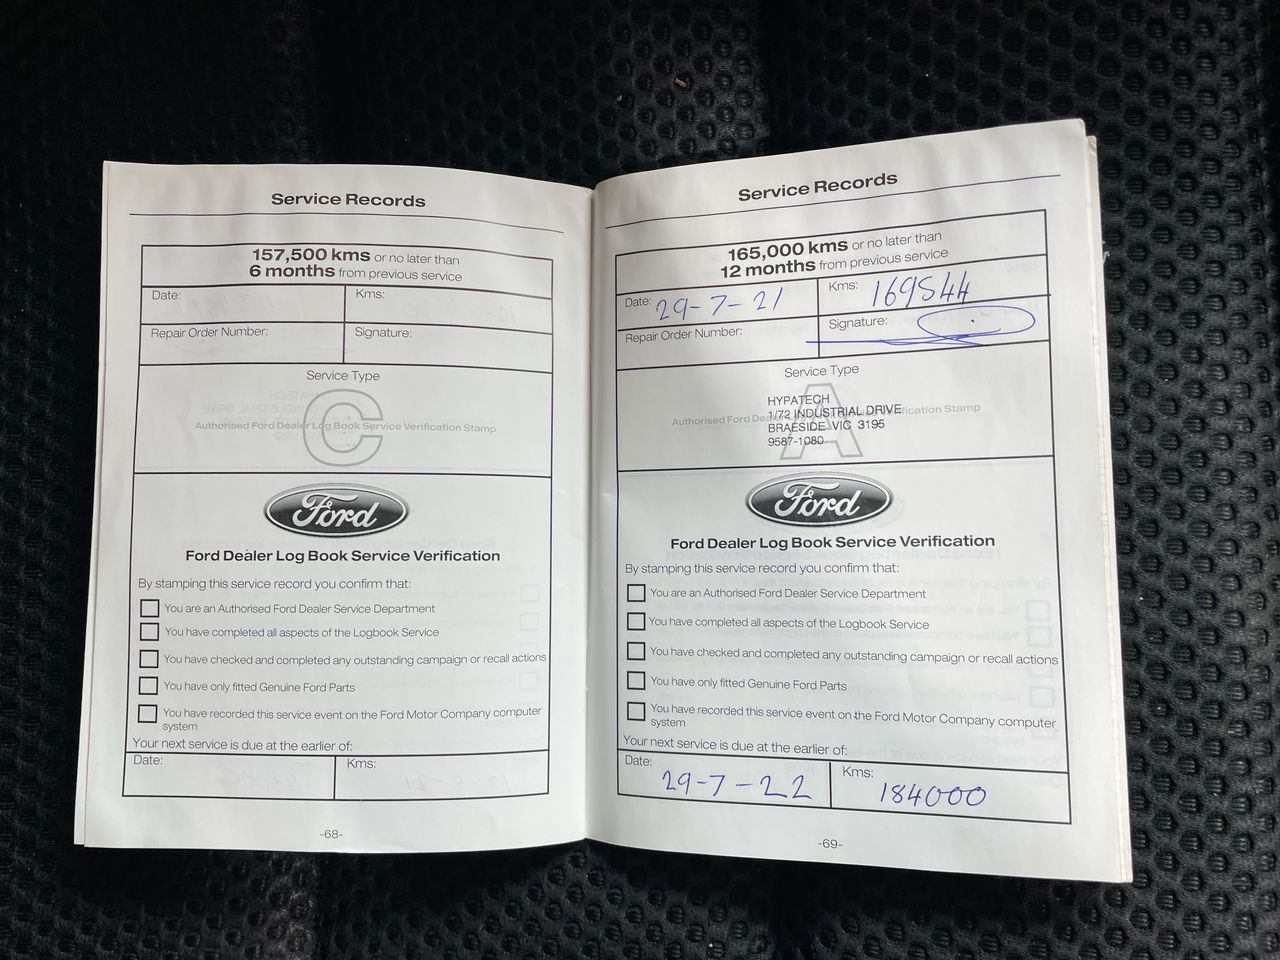 Service Records
157,500 kms or no later than
6 months from previous service
Date:
Kms:
Repair Order Number:
Signature:
Service Type
C
Authorised Ford Dealer Log Book Service Verification Stamp
Ford
Ford Dealer Log Book Service Verification
By stamping this service record you confirm that:
You are an Authorised Ford Dealer Service Department
You have completed all aspects of the Logbook Service
You have checked and completed any outstanding campaign or recall actions
You have only fitted Genuine Ford Parts
You have recorded this service event on the Ford Motor Company computer
system
Your next service is due at the earlier of:
Date:
Kms:
-68-
Service Records
165,000 kms or no later than
12 months from previous service
Date: 29-7-21
Kms: 169544
Repair Order Number:
Signature:
Service Type
A
HYPATECH
1/72 INDUSTRIAL DRIVE
Authorised Ford Dealer Log Book Service Verification Stamp
BRAESIDE VIC 3195
9587-1080
Ford
Ford Dealer Log Book Service Verification
By stamping this service record you confirm that:
You are an Authorised Ford Dealer Service Department
You have completed all aspects of the Logbook Service
You have checked and completed any outstanding campaign or recall actions
You have only fitted Genuine Ford Parts
You have recorded this service event on the Ford Motor Company computer
system
Your next service is due at the earlier of:
Date: 29-7-22
Kms: 184000
-69-